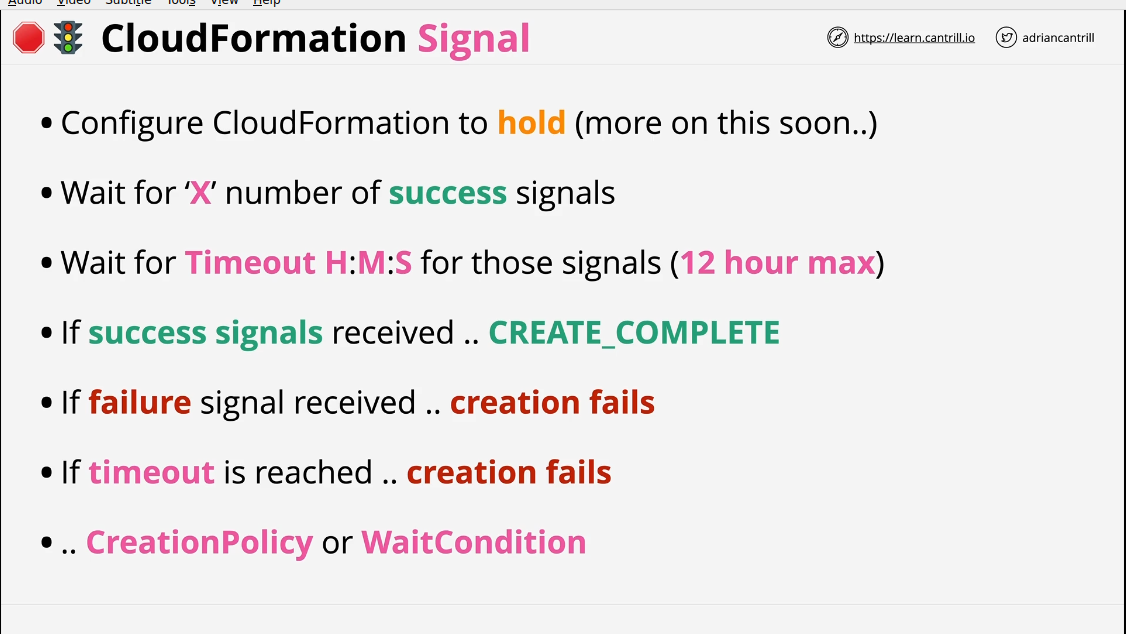 Audio Video Subtitle Tools View Help
CloudFormation Signal
https://learn.cantrill.io
adriancantrill
• Configure CloudFormation to hold (more on this soon..)
• Wait for ‘X’ number of success signals
• Wait for Timeout H:M:S for those signals (12 hour max)
• If success signals received .. CREATE_COMPLETE
• If failure signal received .. creation fails
• If timeout is reached .. creation fails
• .. CreationPolicy or WaitCondition